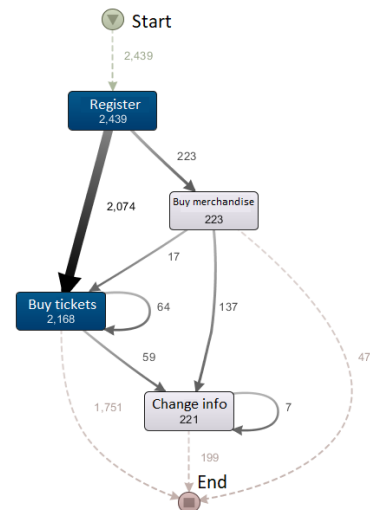 Start
2,439
Register
2,439
223
Buy merchandise
223
2,074
17
Buy tickets
2,168
64
137
47
59
Change info
221
7
1,751
199
End